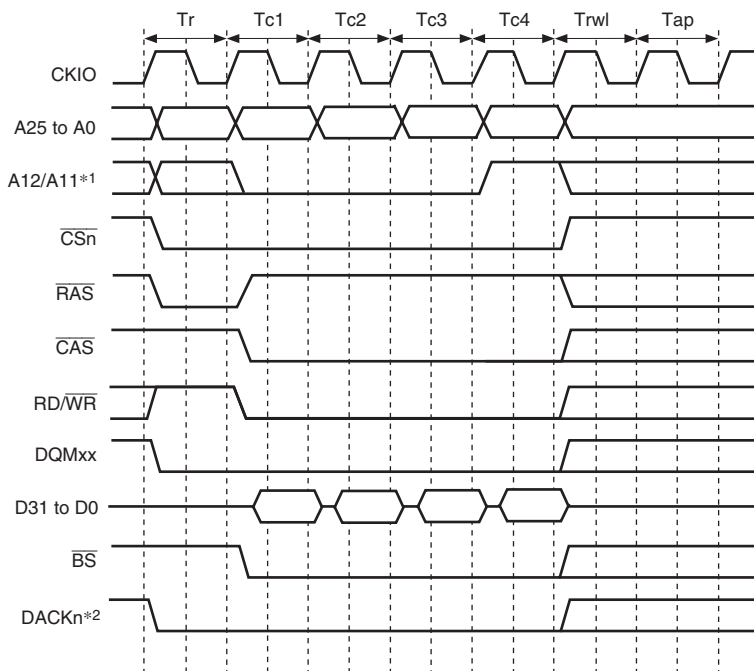 Tr Tc1 Tc2 Tc3 Tc4 Trwl Tap
CKIO
A25 to A0
A12/A11*1
CSn
RAS
CAS
RD/WR
DQMxx
D31 to D0
BS
DACKn*2